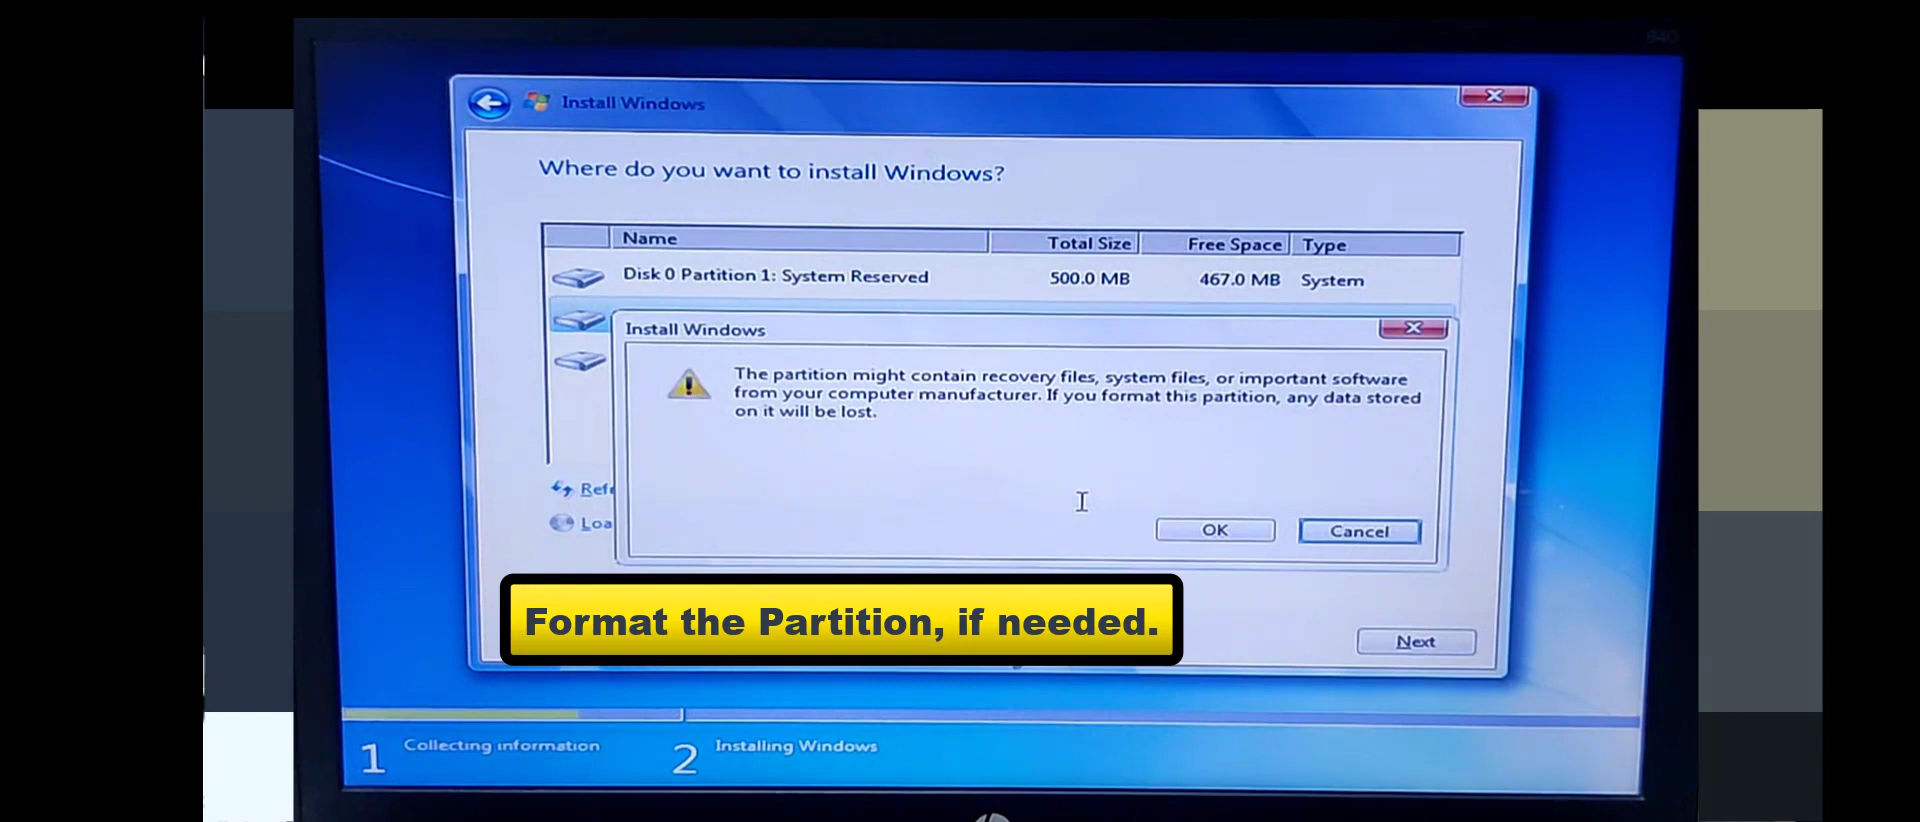 840
Install Windows
Where do you want to install Windows?
Name Total Size Free Space Type
Disk 0 Partition 1: System Reserved 500.0 MB 467.0 MB System
Install Windows
The partition might contain recovery files, system files, or important software
from your computer manufacturer. If you format this partition, any data stored
on it will be lost.
Refr
Loa
OK Cancel
Format the Partition, if needed.
Next
1 Collecting information 2 Installing Windows